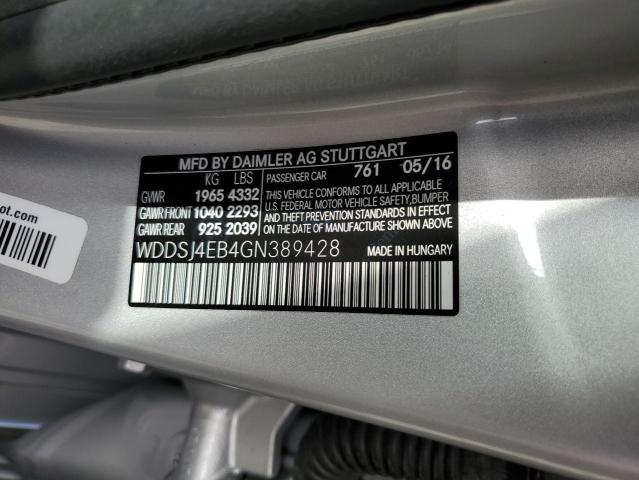 MFD BY DAIMLER AG STUTTGART
KG LBS PASSENGER CAR 761 05/16
GVWR 1965 4332
GAWR FRONT 1040 2293
GAWR REAR 925 2039
THIS VEHICLE CONFORMS TO ALL APPLICABLE
U.S. FEDERAL MOTOR VEHICLE SAFETY,BUMPER
AND THEFT PREVENTION STANDARDS IN EFFECT
ON THE DATE OF MANUFACTURE SHOWN ABOVE
WDDSJ4EB4GN389428 MADE IN HUNGARY
ot.com